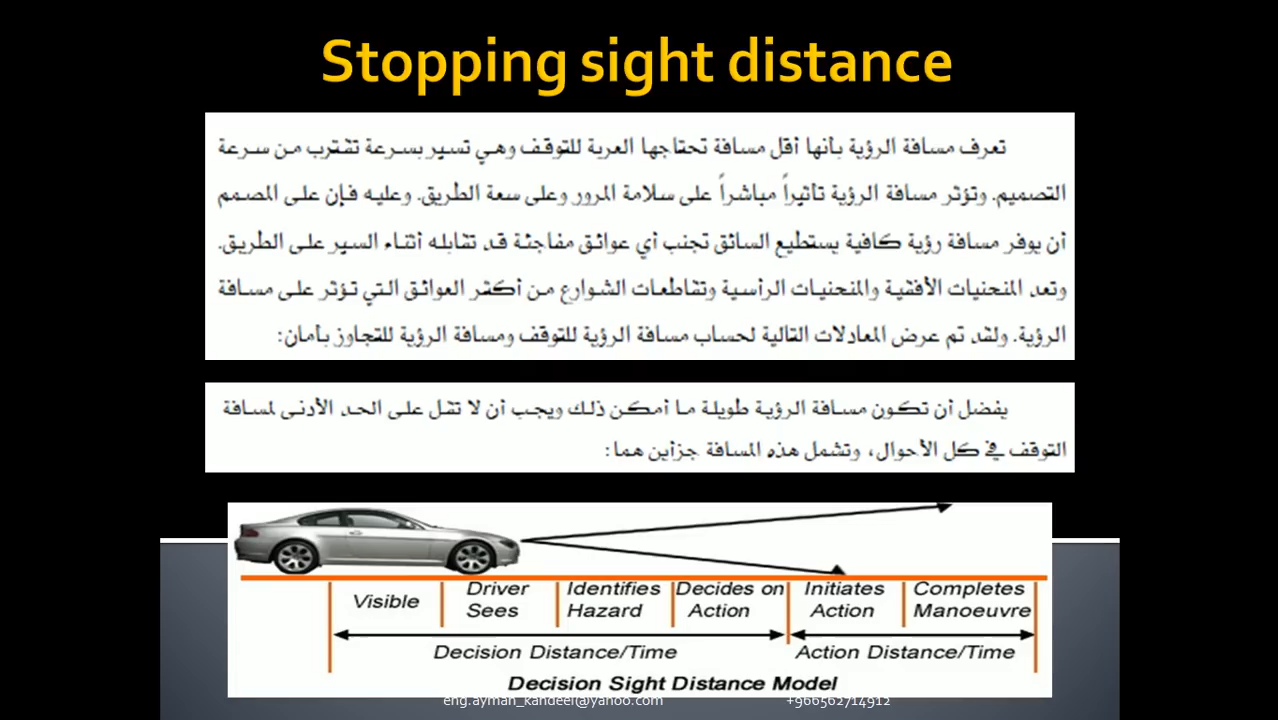 Stopping sight distance
تعرف مسافة الرؤية بأنها أقل مسافة تحتاجها العربة للتوقف وهي تسير بسرعة تقترب من سرعة
التصميم. وتؤثر مسافة الرؤية تأثيراً مباشراً على سلامة المرور وعلى سعة الطريق. وعليه فإن على المصمم
أن يوفر مسافة رؤية كافية يستطيع السائق تجنب أي عوائق مفاجئة قد تقابله أثناء السير على الطريق.
وتعد المنحنيات الأفقية والمنحنيات الرأسية وتقاطعات الشوارع من أكثر العوائق التي تؤثر على مسافة
الرؤية. ولقد تم عرض المعادلات التالية لحساب مسافة الرؤية للتوقف ومسافة الرؤية للتجاوز بأمان:
يفضل أن تكون مسافة الرؤية طويلة ما أمكن ذلك ويجب أن لا تقل على الحد الأدنى لمسافة
التوقف في كل الأحوال، وتشمل هذه المسافة جزأين هما:
Visible
Driver Sees
Identifies Hazard
Decides on Action
Initiates Action
Completes Manoeuvre
Decision Distance/Time
Action Distance/Time
Decision Sight Distance Model
eng.ayman_kandeel@yahoo.com
+966562714912